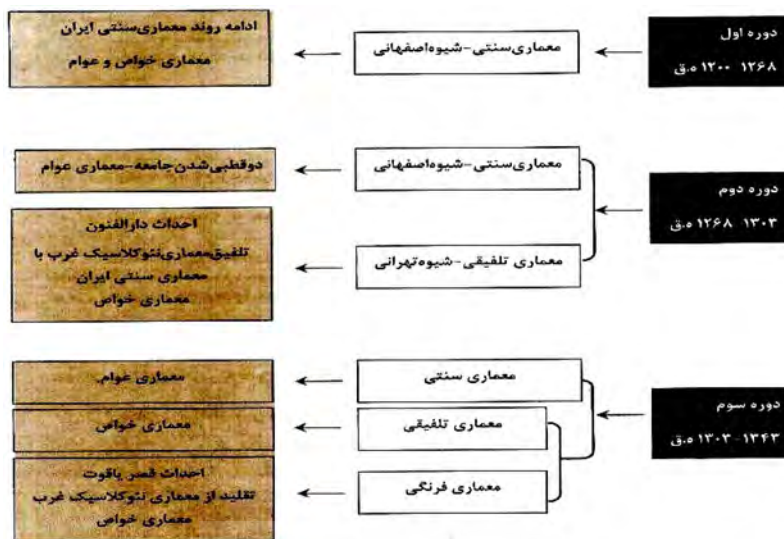 دوره اول
۱۲۶۸ ۱۲۰۰ ه.ق
معماری‌سنتی-شیوه‌اصفهانی
ادامه روند معماری‌سنتی ایران
معماری خواص و عوام
دوره دوم
۱۳۰۳ ۱۲۶۸ ه.ق
معماری‌سنتی-شیوه‌اصفهانی
دوقطبی‌شدن‌جامعه-معماری عوام
معماری تلفیقی-شیوه‌تهرانی
احداث دارالفنون
تلفیق‌معماری‌نئوکلاسیک غرب با
معماری سنتی ایران
معماری خواص
دوره سوم
۱۳۴۳-۱۳۰۳ ه.ق
معماری سنتی
معماری عوام.
معماری تلفیقی
معماری خواص
معماری فرنگی
احداث قصر یاقوت
تقلید از معماری نئوکلاسیک غرب
معماری خواص